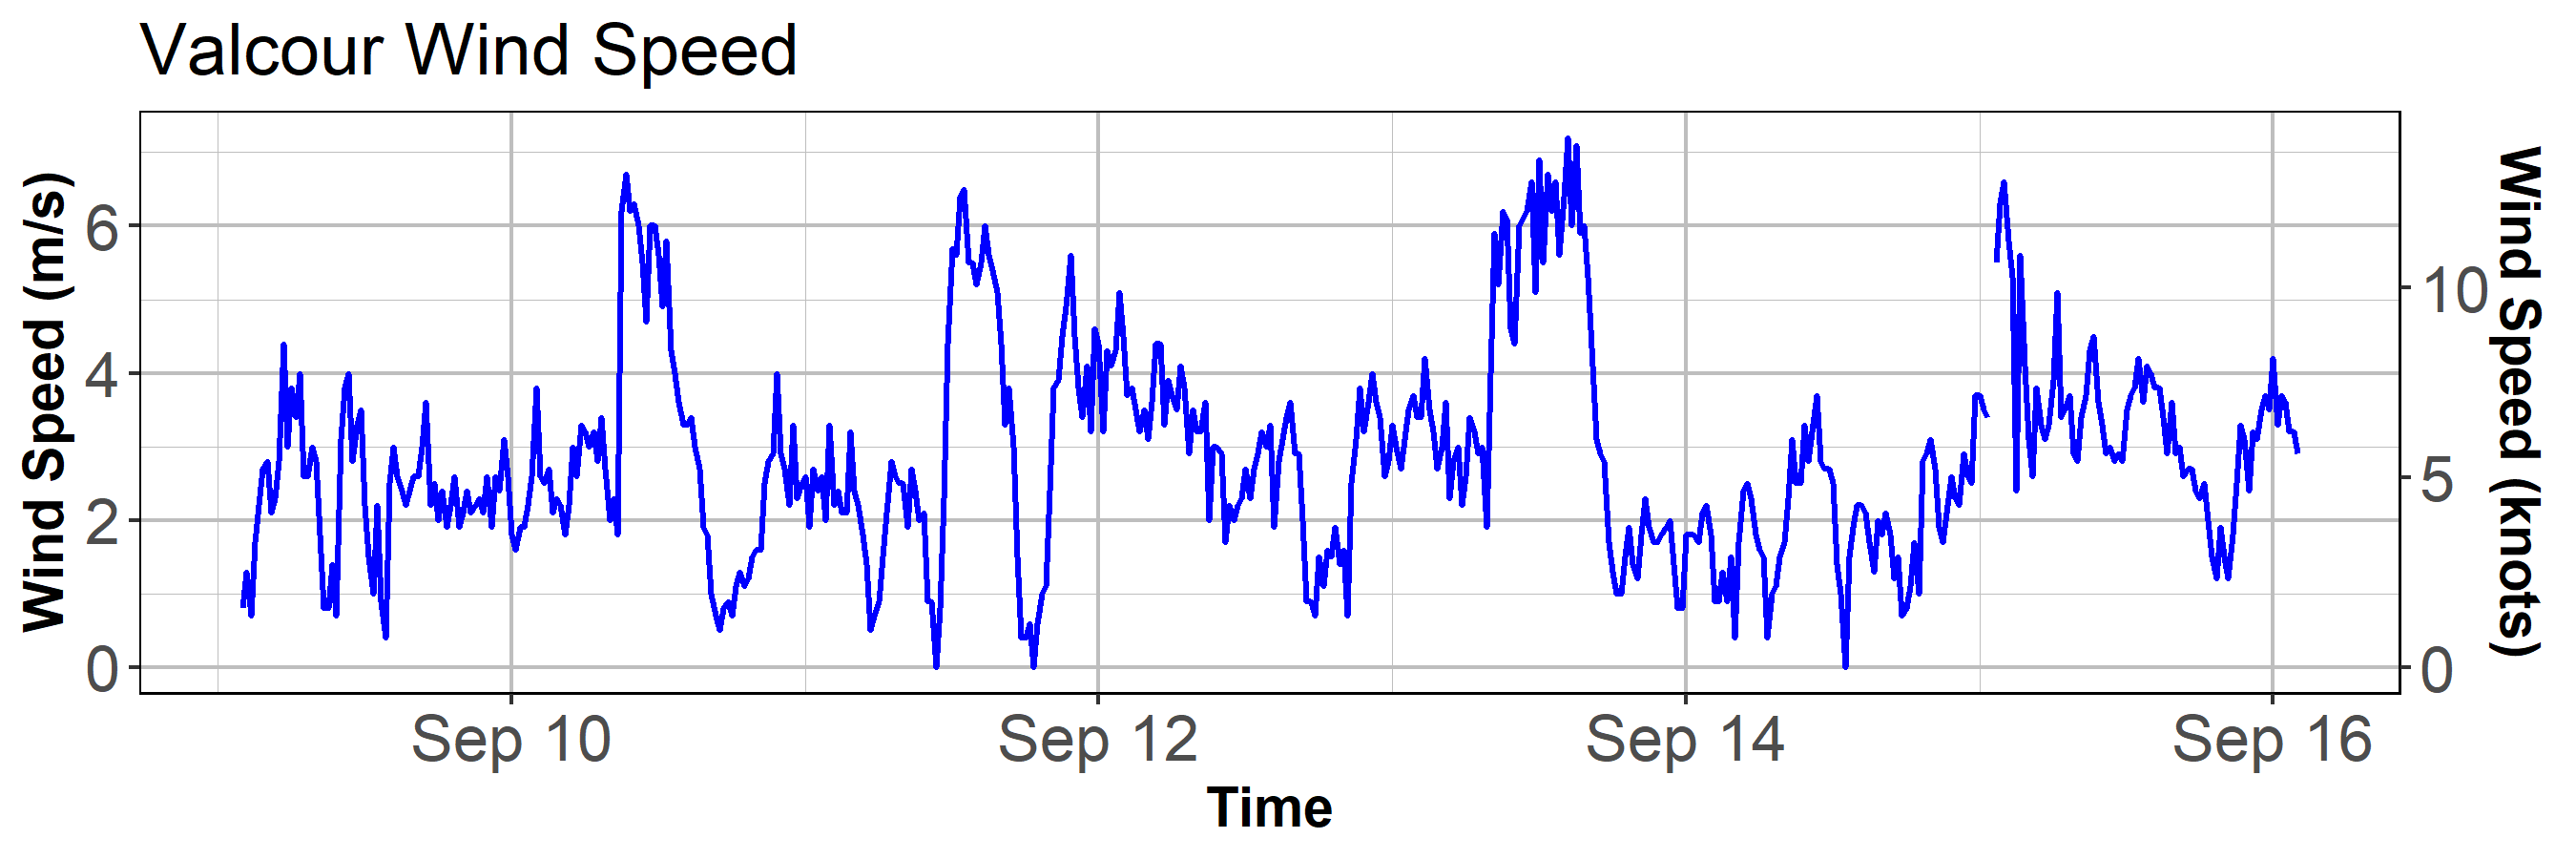 Valcour Wind Speed
Wind Speed (m/s)
6
4
2
0
10
5
0
Wind Speed (knots)
Sep 10
Sep 12
Sep 14
Sep 16
Time